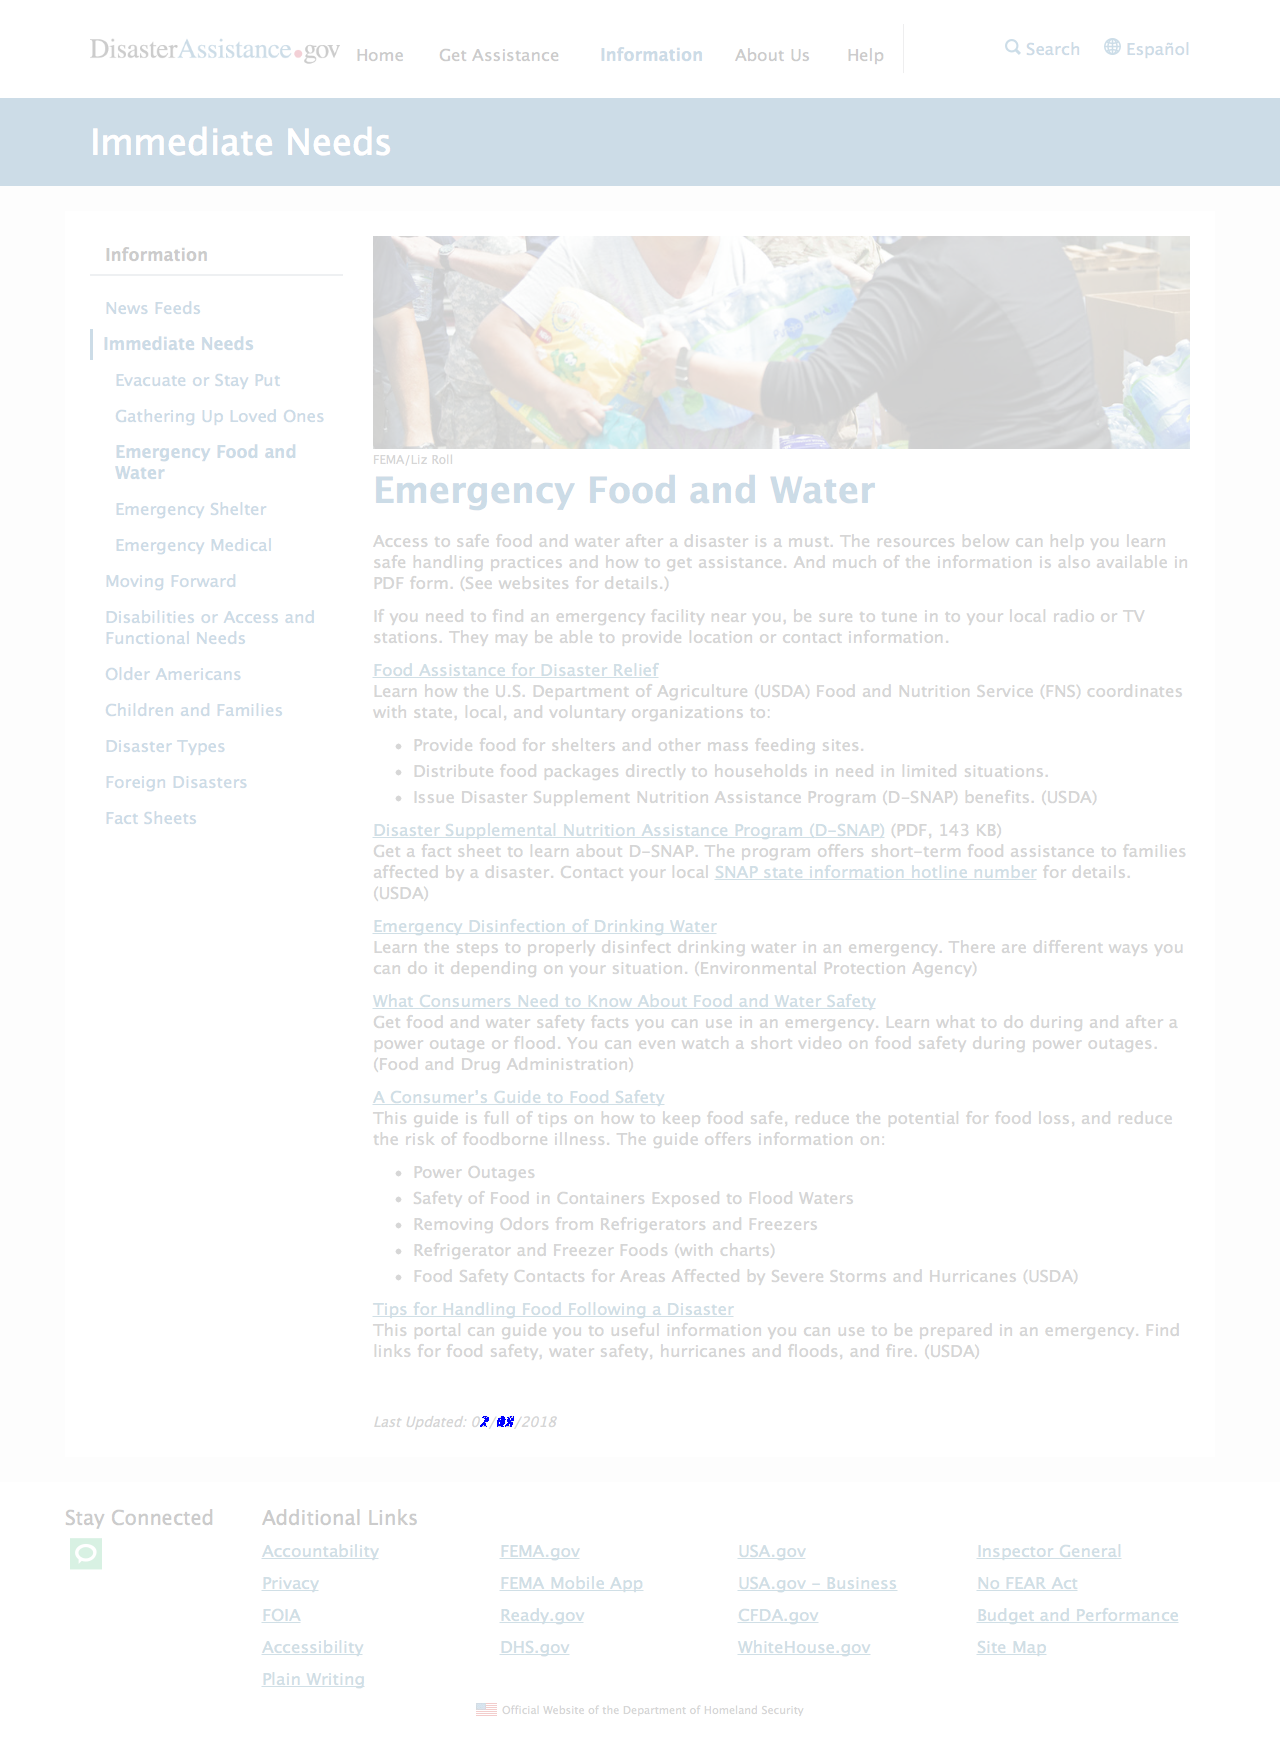 DisasterAssistance.gov
Home Get Assistance Information About Us Help
Search Español
Immediate Needs
Information
News Feeds
Immediate Needs
Evacuate or Stay Put
Gathering Up Loved Ones
Emergency Food and
Water
Emergency Shelter
Emergency Medical
Moving Forward
Disabilities or Access and
Functional Needs
Older Americans
Children and Families
Disaster Types
Foreign Disasters
Fact Sheets
FEMA/Liz Roll
Emergency Food and Water
Access to safe food and water after a disaster is a must. The resources below can help you learn
safe handling practices and how to get assistance. And much of the information is also available in
PDF form. (See websites for details.)
If you need to find an emergency facility near you, be sure to tune in to your local radio or TV
stations. They may be able to provide location or contact information.
Food Assistance for Disaster Relief
Learn how the U.S. Department of Agriculture (USDA) Food and Nutrition Service (FNS) coordinates
with state, local, and voluntary organizations to:
• Provide food for shelters and other mass feeding sites.
• Distribute food packages directly to households in need in limited situations.
• Issue Disaster Supplement Nutrition Assistance Program (D-SNAP) benefits. (USDA)
Disaster Supplemental Nutrition Assistance Program (D-SNAP) (PDF, 143 KB)
Get a fact sheet to learn about D-SNAP. The program offers short-term food assistance to families
affected by a disaster. Contact your local SNAP state information hotline number for details.
(USDA)
Emergency Disinfection of Drinking Water
Learn the steps to properly disinfect drinking water in an emergency. There are different ways you
can do it depending on your situation. (Environmental Protection Agency)
What Consumers Need to Know About Food and Water Safety
Get food and water safety facts you can use in an emergency. Learn what to do during and after a
power outage or flood. You can even watch a short video on food safety during power outages.
(Food and Drug Administration)
A Consumer's Guide to Food Safety
This guide is full of tips on how to keep food safe, reduce the potential for food loss, and reduce
the risk of foodborne illness. The guide offers information on:
• Power Outages
• Safety of Food in Containers Exposed to Flood Waters
• Removing Odors from Refrigerators and Freezers
• Refrigerator and Freezer Foods (with charts)
• Food Safety Contacts for Areas Affected by Severe Storms and Hurricanes (USDA)
Tips for Handling Food Following a Disaster
This portal can guide you to useful information you can use to be prepared in an emergency. Find
links for food safety, water safety, hurricanes and floods, and fire. (USDA)
Last Updated:
Stay Connected
Additional Links
Accountability FEMA.gov USA.gov Inspector General
Privacy FEMA Mobile App USA.gov - Business No FEAR Act
FOIA Ready.gov CFDA.gov Budget and Performance
Accessibility DHS.gov WhiteHouse.gov Site Map
Plain Writing
Official Website of the Department of Homeland Security